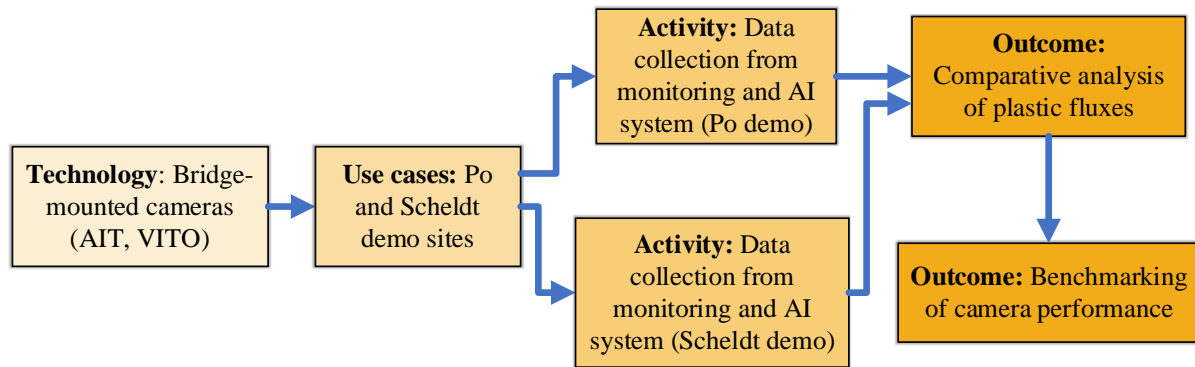 Technology: Bridge-
mounted cameras
(AIT, VITO)
Use cases: Po
and Scheldt
demo sites
Activity: Data
collection from
monitoring and AI
system (Po demo)
Activity: Data
collection from
monitoring and AI
system (Scheldt demo)
Outcome:
Comparative analysis
of plastic fluxes
Outcome: Benchmarking
of camera performance